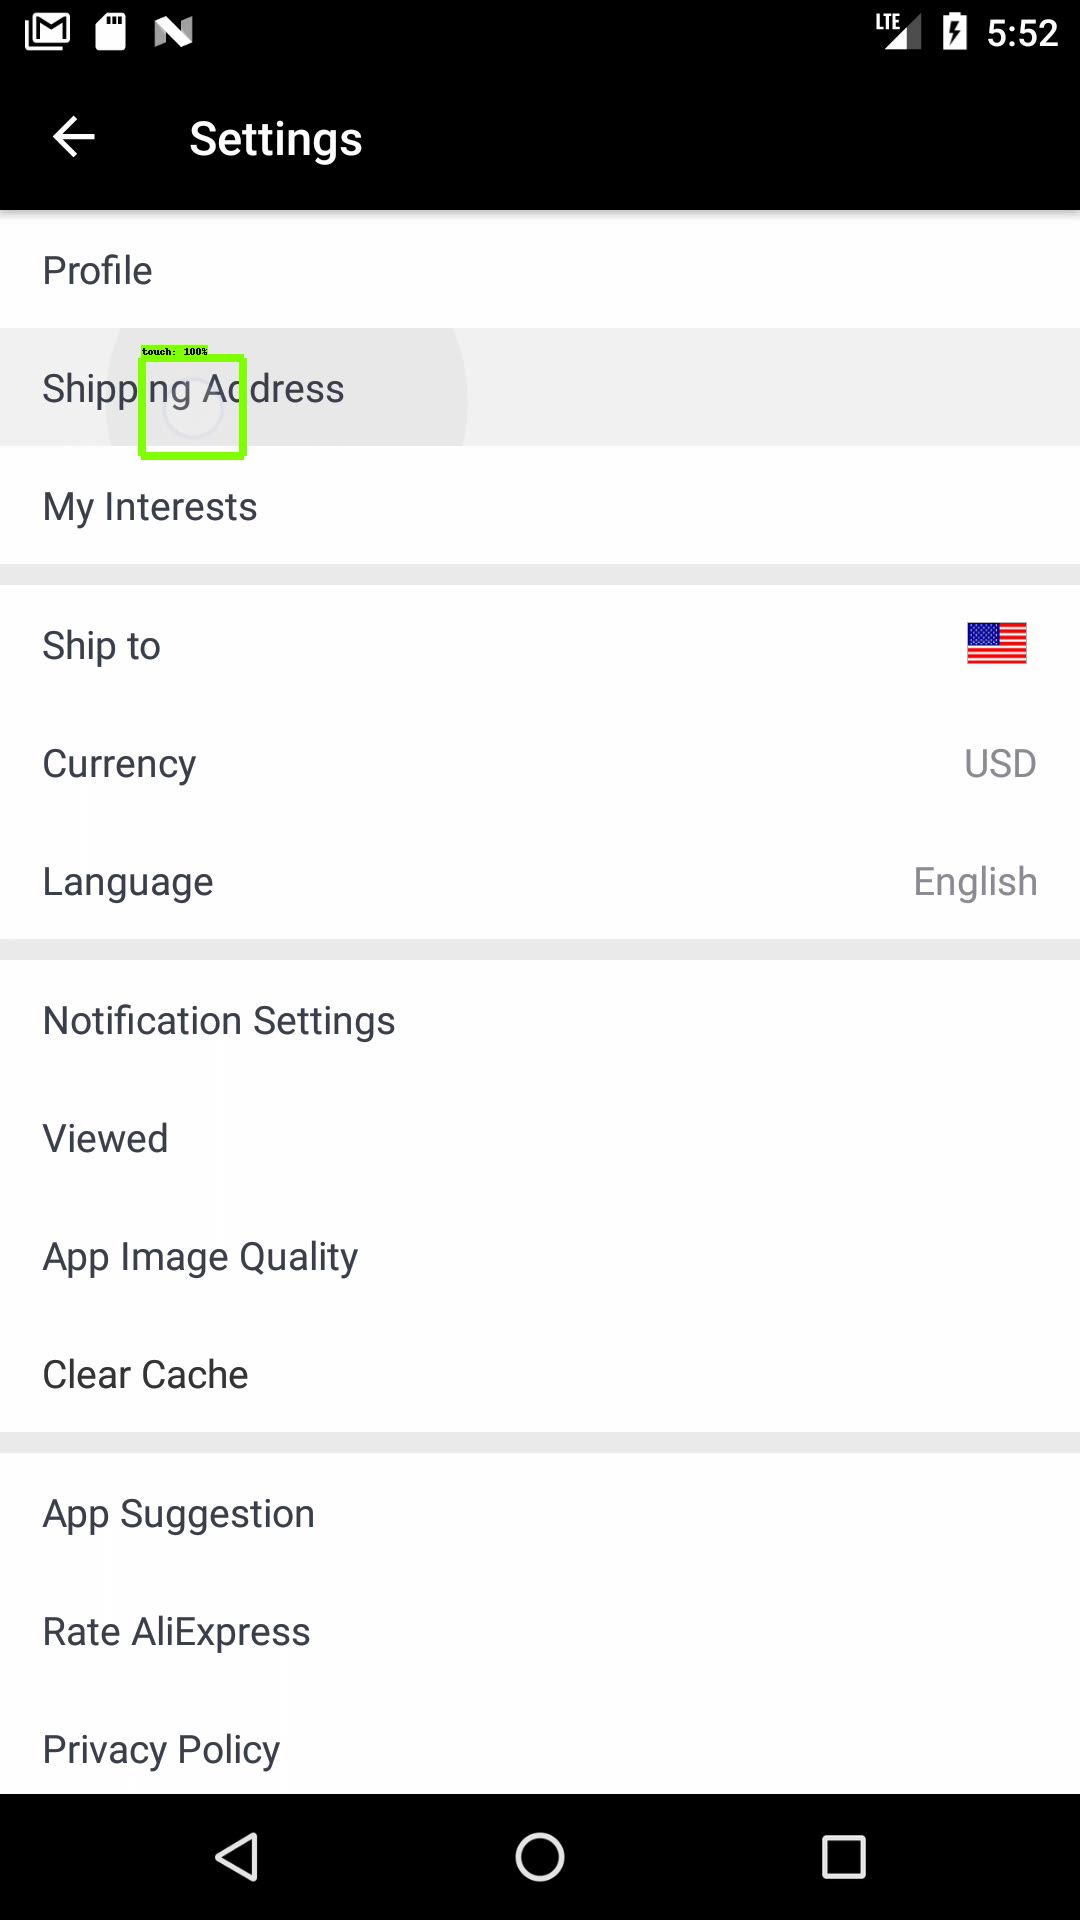 LTE 5:52
Settings
Profile
touch: 100%
Shipping Address
My Interests
Ship to
Currency USD
Language English
Notification Settings
Viewed
App Image Quality
Clear Cache
App Suggestion
Rate AliExpress
Privacy Policy